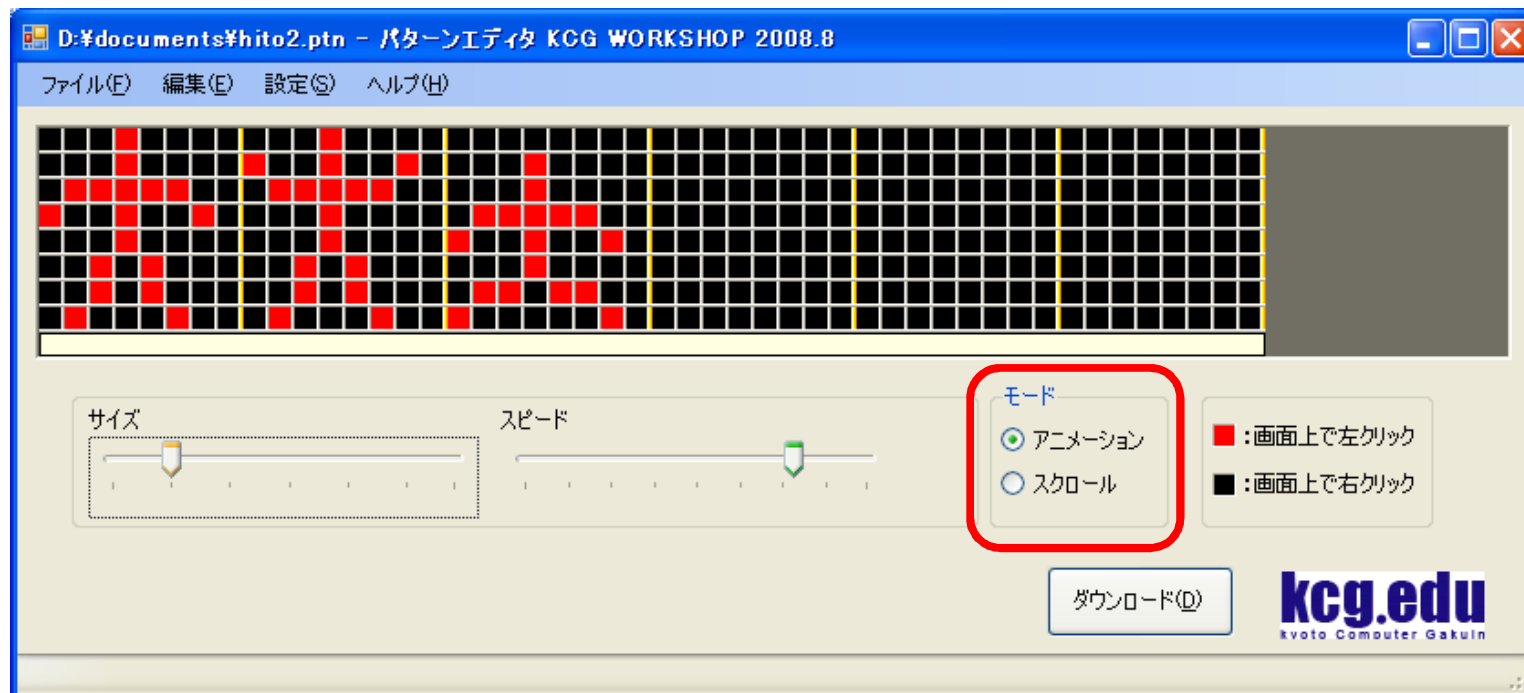 D:¥documents¥hito2.ptn - パターンエディタ KCG WORKSHOP 2008.8
ファイル(F) 編集(E) 設定(S) ヘルプ(H)
サイズ
スピード
モード
アニメーション
スクロール
:画面上で左クリック
:画面上で右クリック
ダウンロード(D)
kcg.edu
kyoto Computer Gakuin